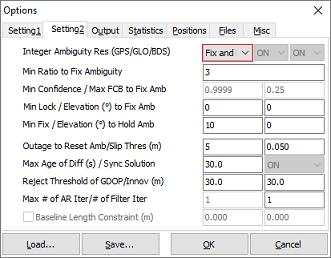 Options
Setting1 Setting2 Output Statistics Positions Files Misc
Integer Ambiguity Res (GPS/GLO/BDS) Fix and ON ON
Min Ratio to Fix Ambiguity 3
Min Confidence / Max FCB to Fix Amb 0.9999 0.25
Min Lock / Elevation (°) to Fix Amb 0 0
Min Fix / Elevation (°) to Hold Amb 10 0
Outage to Reset Amb/Slip Thres (m) 5 0.050
Max Age of Diff (s) / Sync Solution 30.0 ON
Reject Threshold of GDOP/Innov (m) 30.0 30.0
Max # of AR Iter/# of Filter Iter 1 1
Baseline Length Constraint (m) 0.000 0.000
Load... Save... OK Cancel